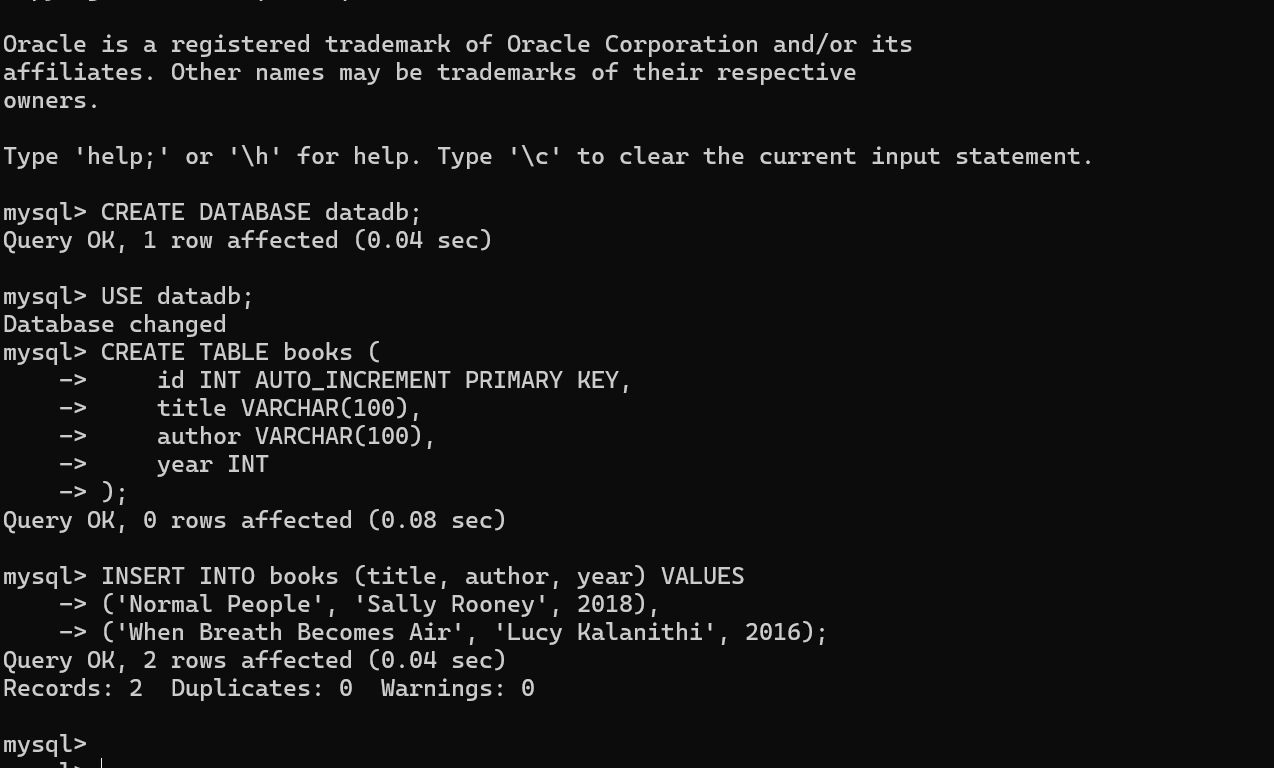 Oracle is a registered trademark of Oracle Corporation and/or its
affiliates. Other names may be trademarks of their respective
owners.
Type 'help;' or '\h' for help. Type '\c' to clear the current input statement.
mysql> CREATE DATABASE datadb;
Query OK, 1 row affected (0.04 sec)
mysql> USE datadb;
Database changed
mysql> CREATE TABLE books (
    ->     id INT AUTO_INCREMENT PRIMARY KEY,
    ->     title VARCHAR(100),
    ->     author VARCHAR(100),
    ->     year INT
    -> );
Query OK, 0 rows affected (0.08 sec)
mysql> INSERT INTO books (title, author, year) VALUES
    -> ('Normal People', 'Sally Rooney', 2018),
    -> ('When Breath Becomes Air', 'Lucy Kalanithi', 2016);
Query OK, 2 rows affected (0.04 sec)
Records: 2  Duplicates: 0  Warnings: 0
mysql>